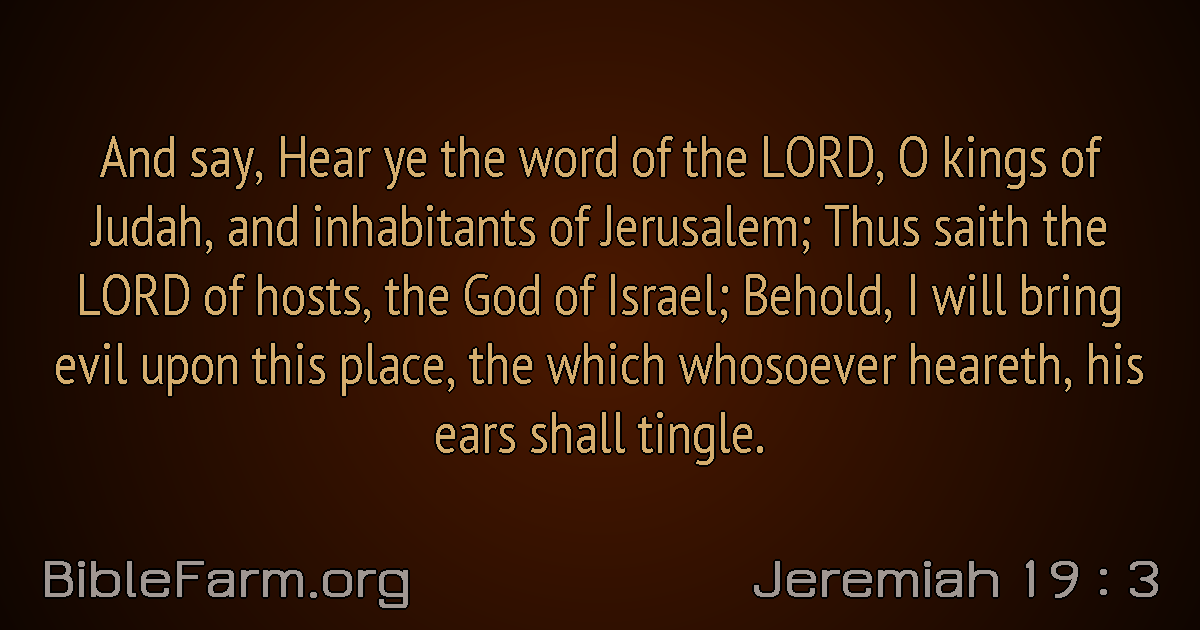 And say, Hear ye the word of the LORD, O kings of
Judah, and inhabitants of Jerusalem; Thus saith the
LORD of hosts, the God of Israel; Behold, I will bring
evil upon this place, the which whosoever heareth, his
ears shall tingle.
BibleFarm.org
Jeremiah 19 : 3